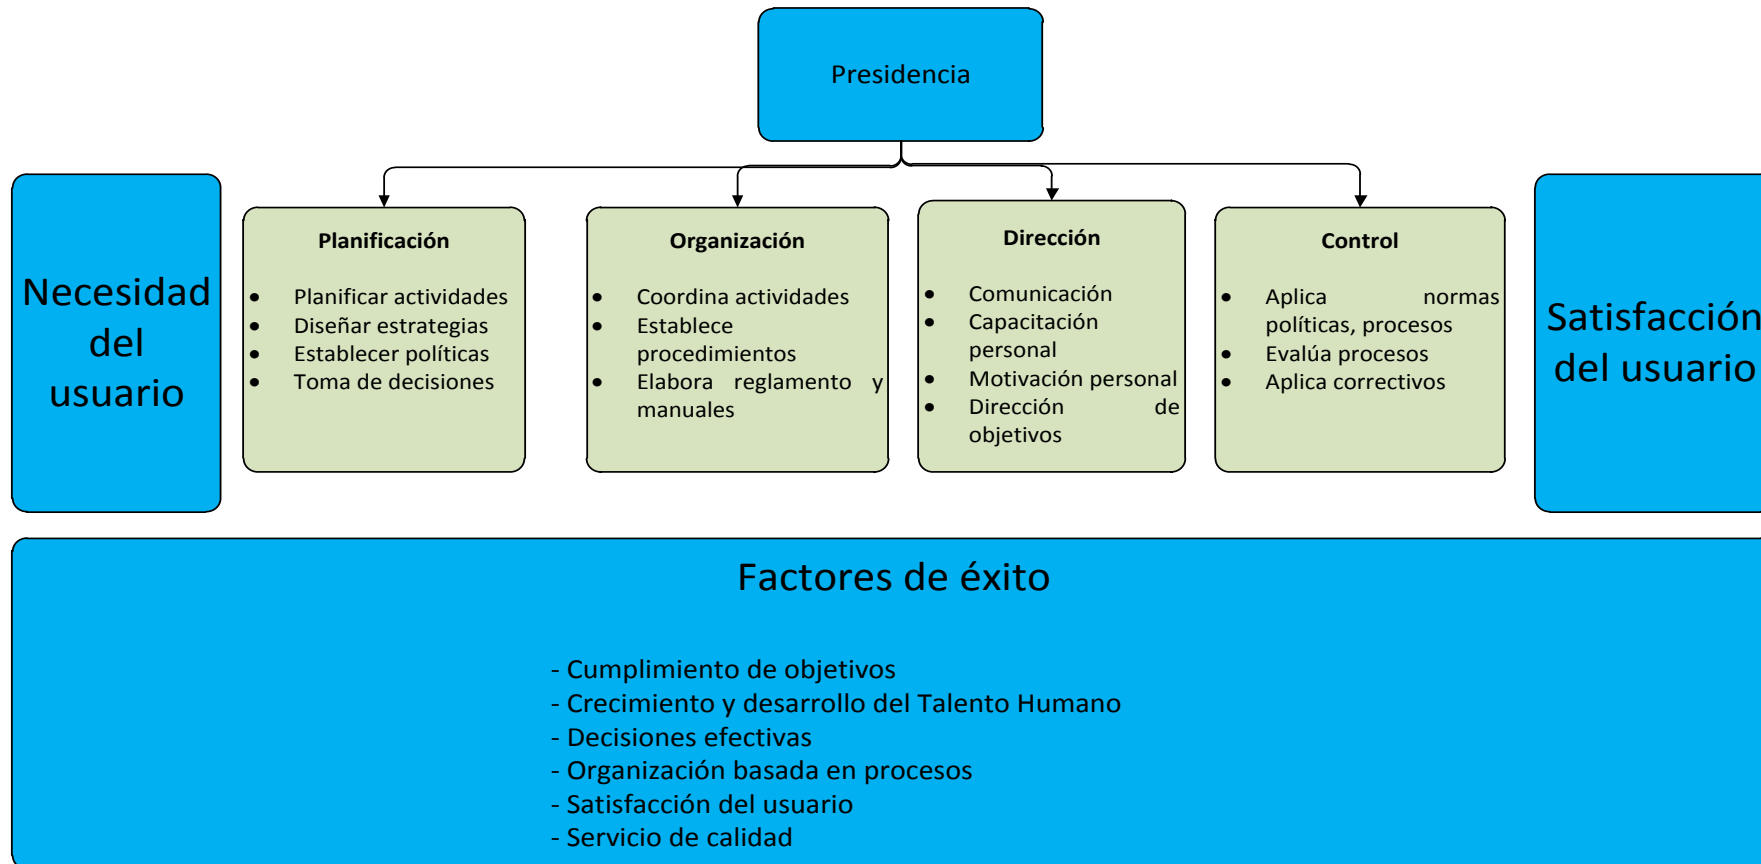 Presidencia
Necesidad
del
usuario
Planificación
• Planificar actividades
• Diseñar estrategias
• Establecer políticas
• Toma de decisiones
Organización
• Coordina actividades
• Establece
procedimientos
• Elabora reglamento y
manuales
Dirección
• Comunicación
• Capacitación
personal
• Motivación personal
• Dirección de
objetivos
Control
• Aplica normas
políticas, procesos
• Evalúa procesos
• Aplica correctivos
Satisfacción
del usuario
Factores de éxito
- Cumplimiento de objetivos
- Crecimiento y desarrollo del Talento Humano
- Decisiones efectivas
- Organización basada en procesos
- Satisfacción del usuario
- Servicio de calidad